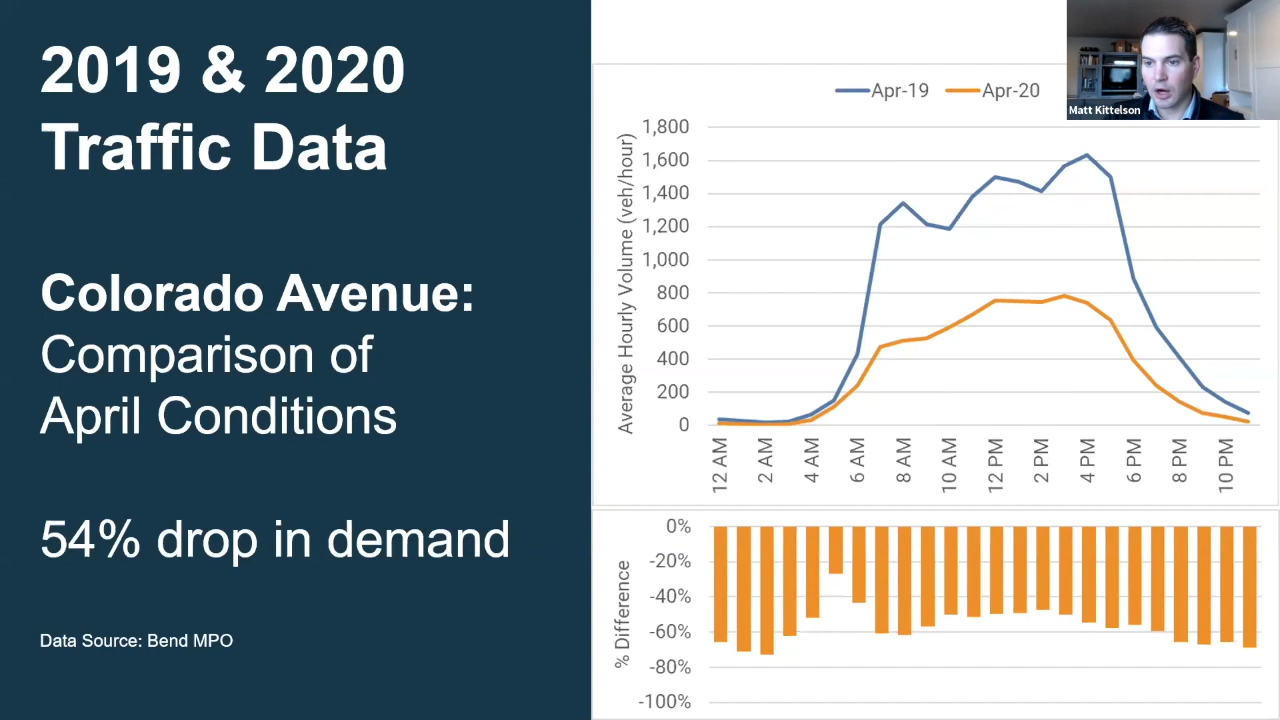 2019 & 2020
Traffic Data
Colorado Avenue:
Comparison of
April Conditions
54% drop in demand
Data Source: Bend MPO
Matt Kittelson
Apr-19 Apr-20
Average Hourly Volume (veh/hour)
1,800
1,600
1,400
1,200
1,000
800
600
400
200
0
12 AM 2 AM 4 AM 6 AM 8 AM 10 AM 12 PM 2 PM 4 PM 6 PM 8 PM 10 PM
% Difference
0%
-20%
-40%
-60%
-80%
-100%